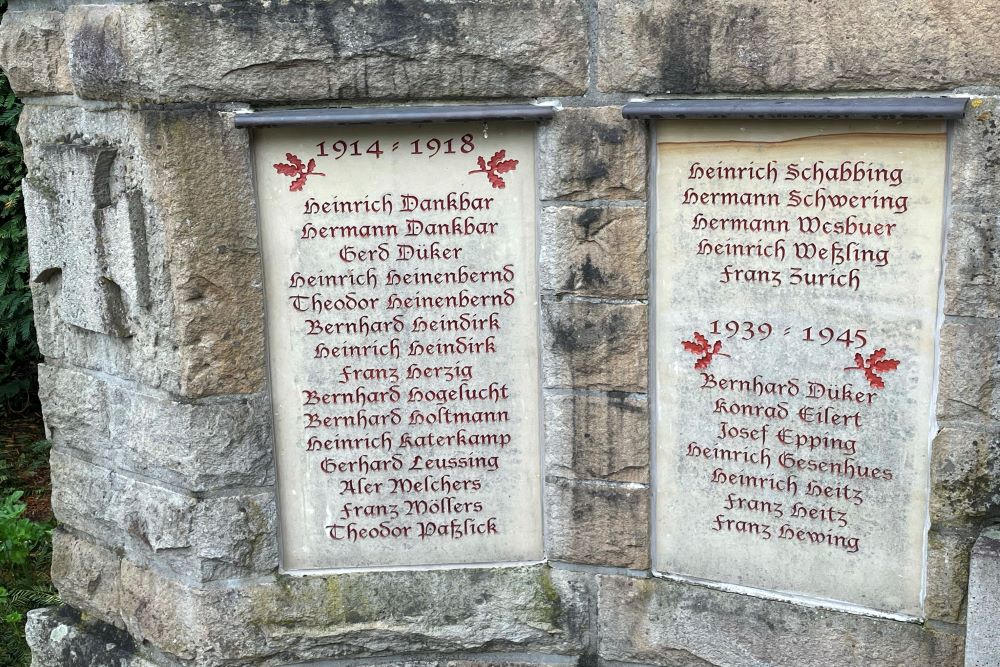 1914 - 1918
Heinrich Dankbar
Hermann Dankbar
Gerd Düker
Heinrich Heinenbernd
Theodor Heinenbernd
Bernhard Heindirk
Heinrich Heindirk
Franz Herzig
Bernhard Hogelucht
Bernhard Holtmann
Heinrich Katerkamp
Gerhard Leussing
Alex Melchers
Franz Möllers
Theodor Paßlick
Heinrich Schabbing
Hermann Schwering
Hermann Wesbuer
Heinrich Weßling
Franz Zurich
1939 - 1945
Bernhard Düker
Konrad Eilert
Josef Epping
Heinrich Gesenhues
Heinrich Heitz
Franz Heitz
Franz Hewing